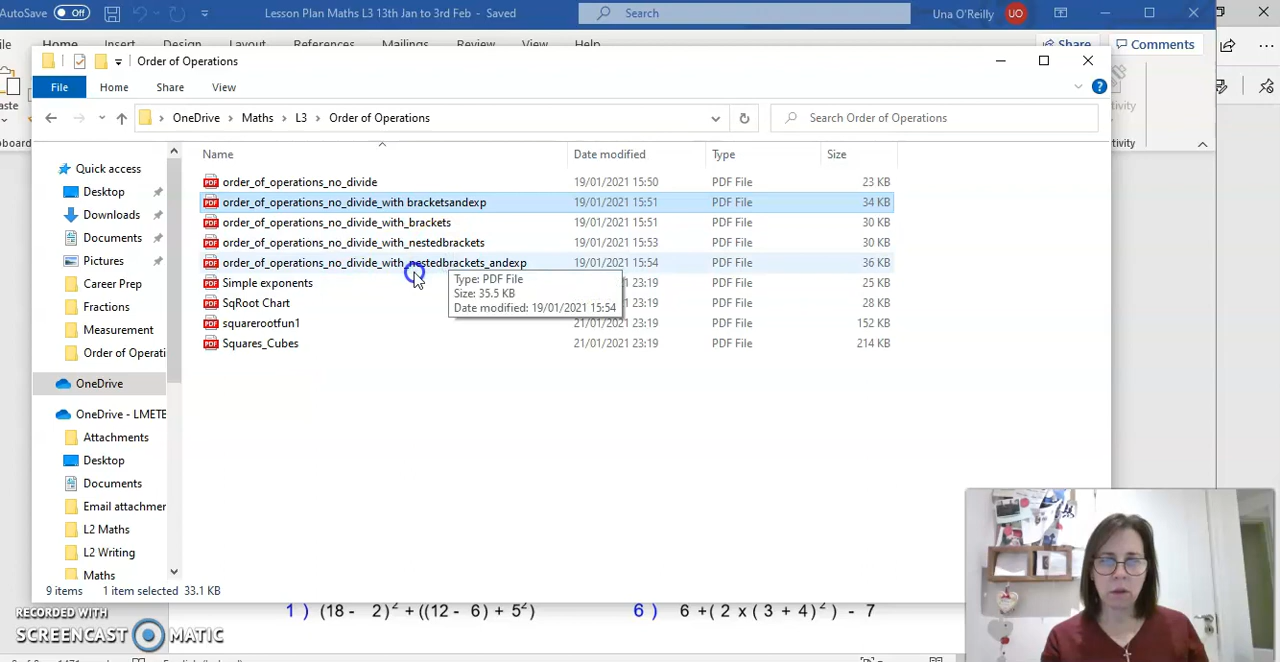 AutoSave Off Lesson Plan Maths L3 13th Jan to 3rd Feb - Saved Search Una O'Reilly UO
Home Insert Design Layout References Mailings Review View Help Share Comments
Order of Operations
File Home Share View
OneDrive Maths L3 Order of Operations Search Order of Operations
Name Date modified Type Size
Quick access
Desktop
Downloads
Documents
Pictures
Career Prep
Fractions
Measurement
Order of Operati
OneDrive
OneDrive - LMETE
Attachments
Desktop
Documents
Email attachmer
L2 Maths
L2 Writing
Maths
order_of_operations_no_divide 19/01/2021 15:50 PDF File 23 KB
order_of_operations_no_divide_with bracketsandexp 19/01/2021 15:51 PDF File 34 KB
order_of_operations_no_divide_with_brackets 19/01/2021 15:51 PDF File 30 KB
order_of_operations_no_divide_with_nestedbrackets 19/01/2021 15:53 PDF File 30 KB
order_of_operations_no_divide_with_nestedbrackets_andexp 19/01/2021 15:54 PDF File 36 KB
Simple exponents 23:19 PDF File 25 KB
SqRoot Chart 23:19 PDF File 28 KB
squarerootfun1 21/01/2021 23:19 PDF File 152 KB
Squares_Cubes 21/01/2021 23:19 PDF File 214 KB
Type: PDF File
Size: 35.5 KB
Date modified: 19/01/2021 15:54
9 items 1 item selected 33.1 KB
1 ) (18 - 2)² + ((12 - 6) + 5²) 6 ) 6 +( 2 x ( 3 + 4)² ) - 7
RECORDED WITH
SCREENCAST MATIC